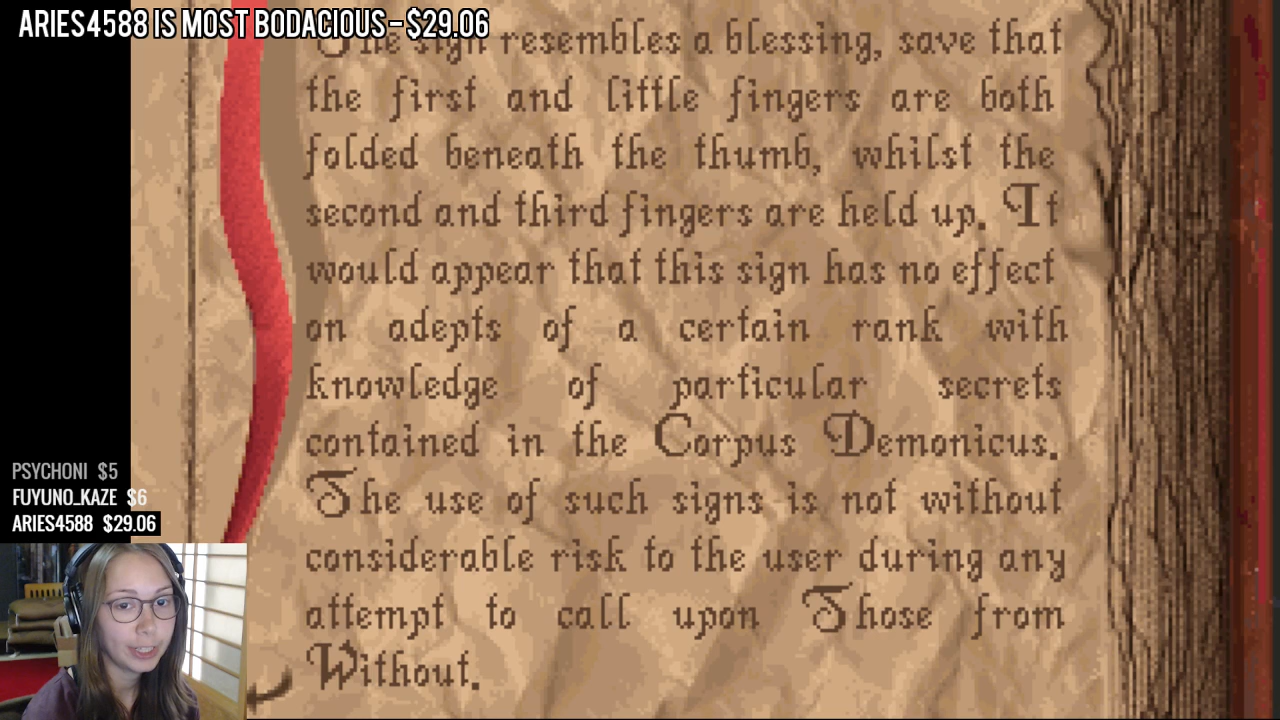 ARIES4588 IS MOST BODACIOUS - $29.06
The sign resembles a blessing, save that
the first and little fingers are both
folded beneath the thumb, whilst the
second and third fingers are held up. It
would appear that this sign has no effect
on adepts of a certain rank with
knowledge of particular secrets
contained in the Corpus Demonicus.
The use of such signs is not without
considerable risk to the user during any
attempt to call upon Those from
Without.
PSYCHONI $5
FUYUNO_KAZE $6
ARIES4588 $29.06